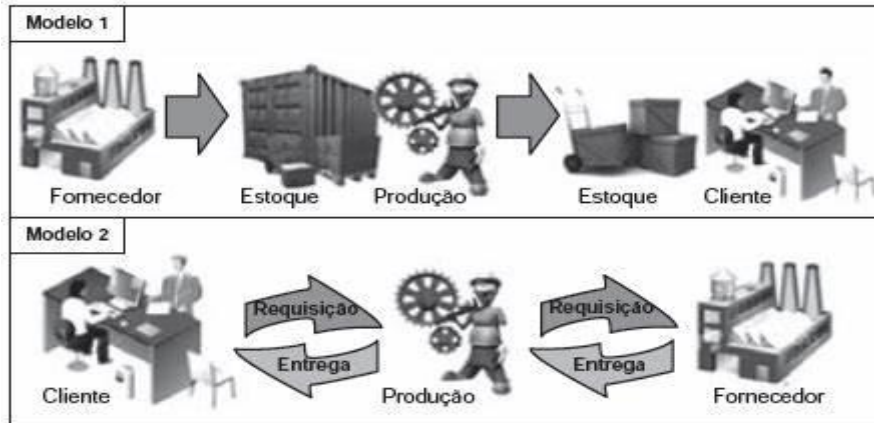 Modelo 1
Fornecedor Estoque Produção Estoque Cliente
Modelo 2
Requisição Requisição
Entrega Entrega
Cliente Produção Fornecedor